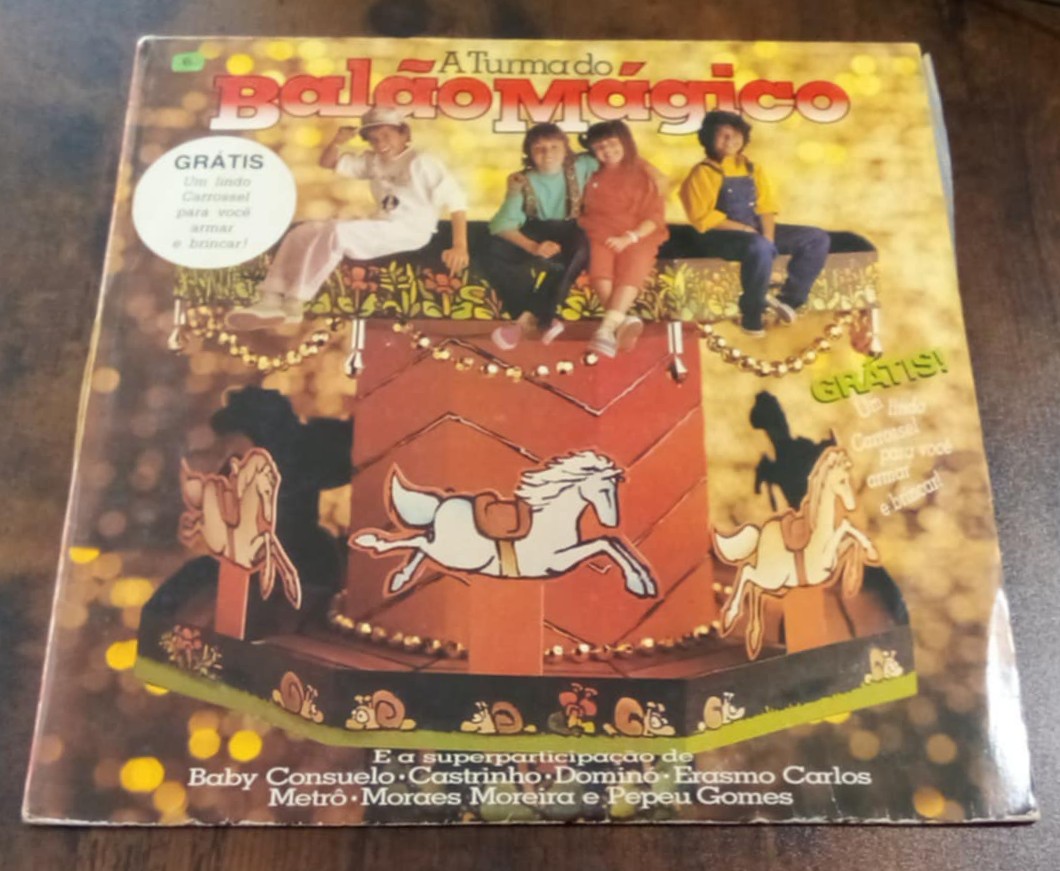 A Turma do
Balão Mágico
GRÁTIS
Um lindo
Carrossel
para você
armar
e brincar!
GRÁTIS!
Um lindo
Carrossel
para você
armar
e brincar!
E a superparticipação de
Baby Consuelo · Castrinho · Dominó · Erasmo Carlos
Metrô · Moraes Moreira e Pepeu Gomes